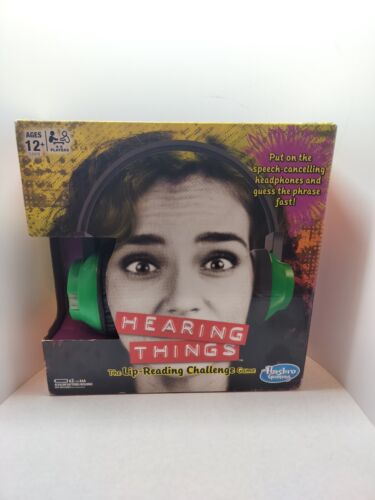 AGES
12+
PLAYERS
Put on the
speech-cancelling
headphones and
guess the phrase
fast!
HEARING
THINGS
The Lip-Reading Challenge Game
Hasbro
Gaming